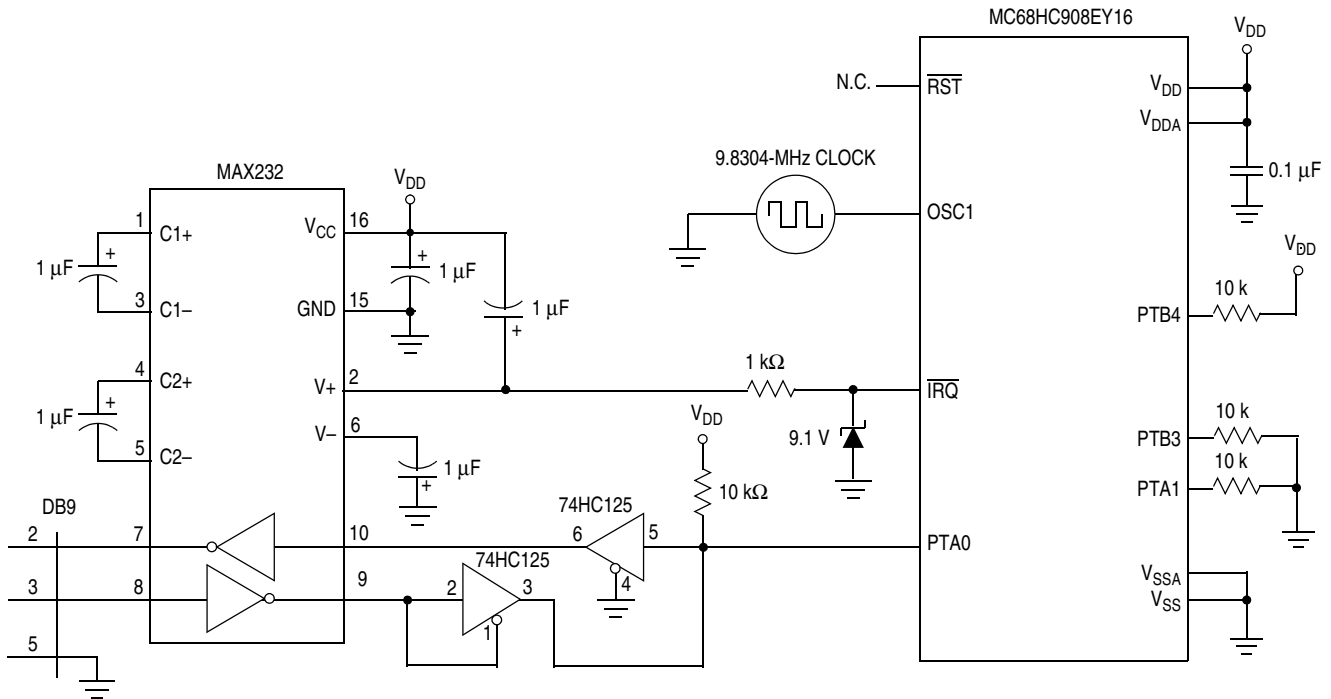 MC68HC908EY16
V_DD
N.C.
RST
V_DD
V_DDA
0.1 µF
9.8304-MHz CLOCK
OSC1
MAX232
V_DD
1
C1+
V_CC
16
1 µF
+
+
1 µF
3
C1–
GND
15
1 µF
+
V_DD
10 k
PTB4
4
C2+
V+
2
1 kΩ
IRQ
1 µF
+
5
C2–
V–
6
9.1 V
V_DD
10 k
PTB3
1 µF
+
10 kΩ
10 k
PTA1
DB9
74HC125
2
7
10
6
5
PTA0
4
74HC125
3
8
9
2
3
1
V_SSA
V_SS
5